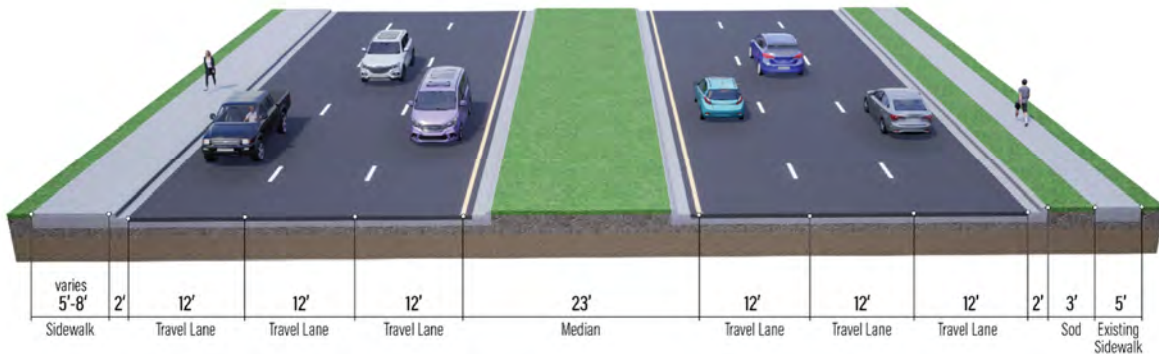 varies
5'-8' 2' 12' 12' 12' 23' 12' 12' 12' 2' 3' 5'
Sidewalk Travel Lane Travel Lane Travel Lane Median Travel Lane Travel Lane Travel Lane Sod Existing
Sidewalk